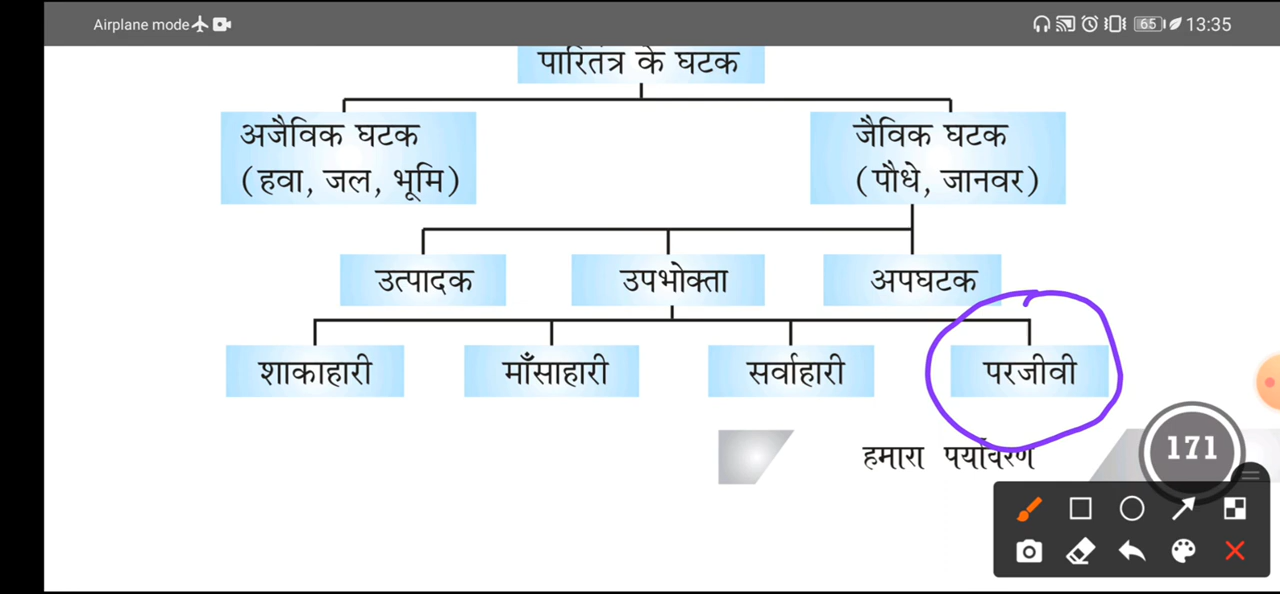 Airplane mode
65 13:35
पारितंत्र के घटक
अजैविक घटक
(हवा, जल, भूमि)
जैविक घटक
(पौधे, जानवर)
उत्पादक
उपभोक्ता
अपघटक
शाकाहारी
माँसाहारी
सर्वाहारी
परजीवी
हमारा पर्यावरण
171